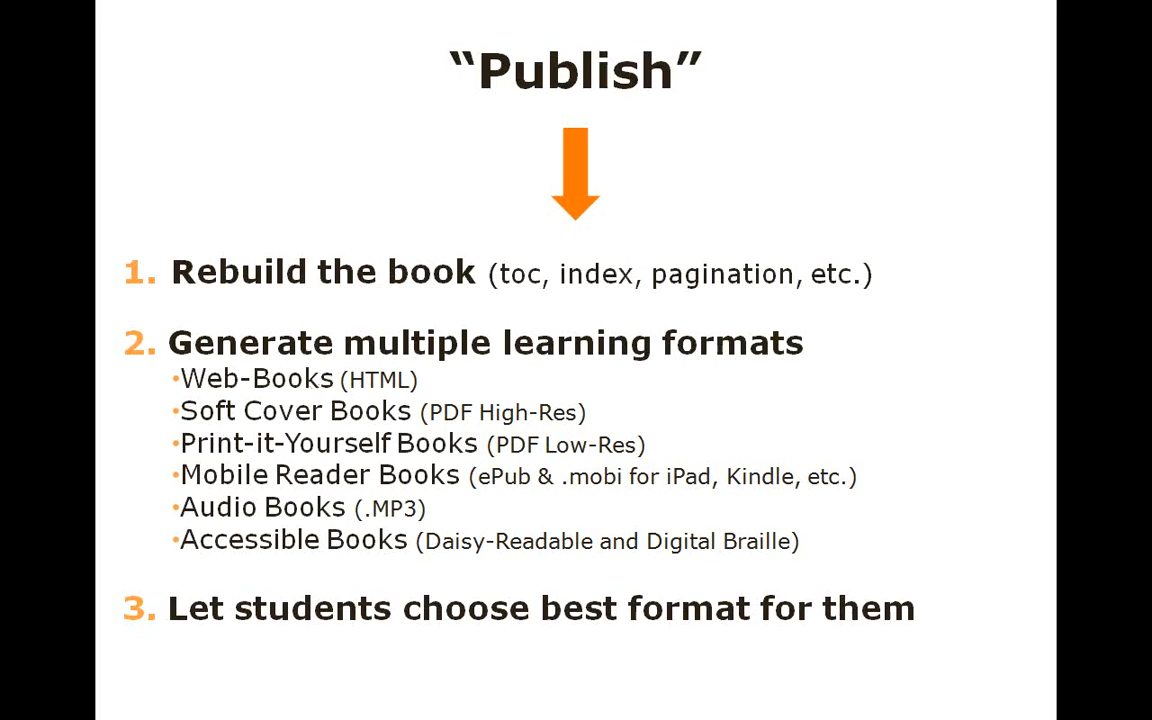 “Publish”
1. Rebuild the book (toc, index, pagination, etc.)
2. Generate multiple learning formats
•Web-Books (HTML)
•Soft Cover Books (PDF High-Res)
•Print-it-Yourself Books (PDF Low-Res)
•Mobile Reader Books (ePub & .mobi for iPad, Kindle, etc.)
•Audio Books (.MP3)
•Accessible Books (Daisy-Readable and Digital Braille)
3. Let students choose best format for them